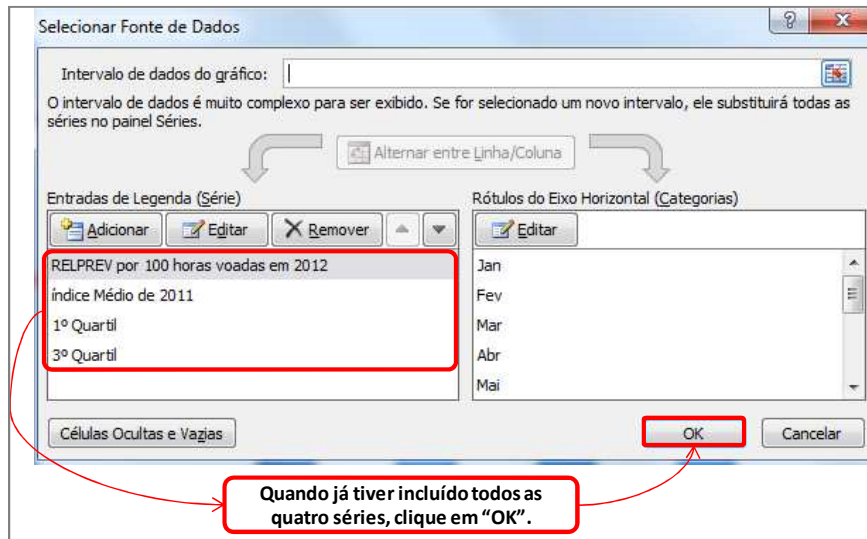 Selecionar Fonte de Dados
Intervalo de dados do gráfico:
O intervalo de dados é muito complexo para ser exibido. Se for selecionado um novo intervalo, ele substituirá todas as
séries no painel Séries.
Alternar entre Linha/Coluna
Entradas de Legenda (Série)
Adicionar
Editar
Remover
RELPREV por 100 horas voadas em 2012
índice Médio de 2011
1º Quartil
3º Quartil
Rótulos do Eixo Horizontal (Categorias)
Editar
Jan
Fev
Mar
Abr
Mai
Células Ocultas e Vazias
OK
Cancelar
Quando já tiver incluído todos as
quatro séries, clique em “OK”.